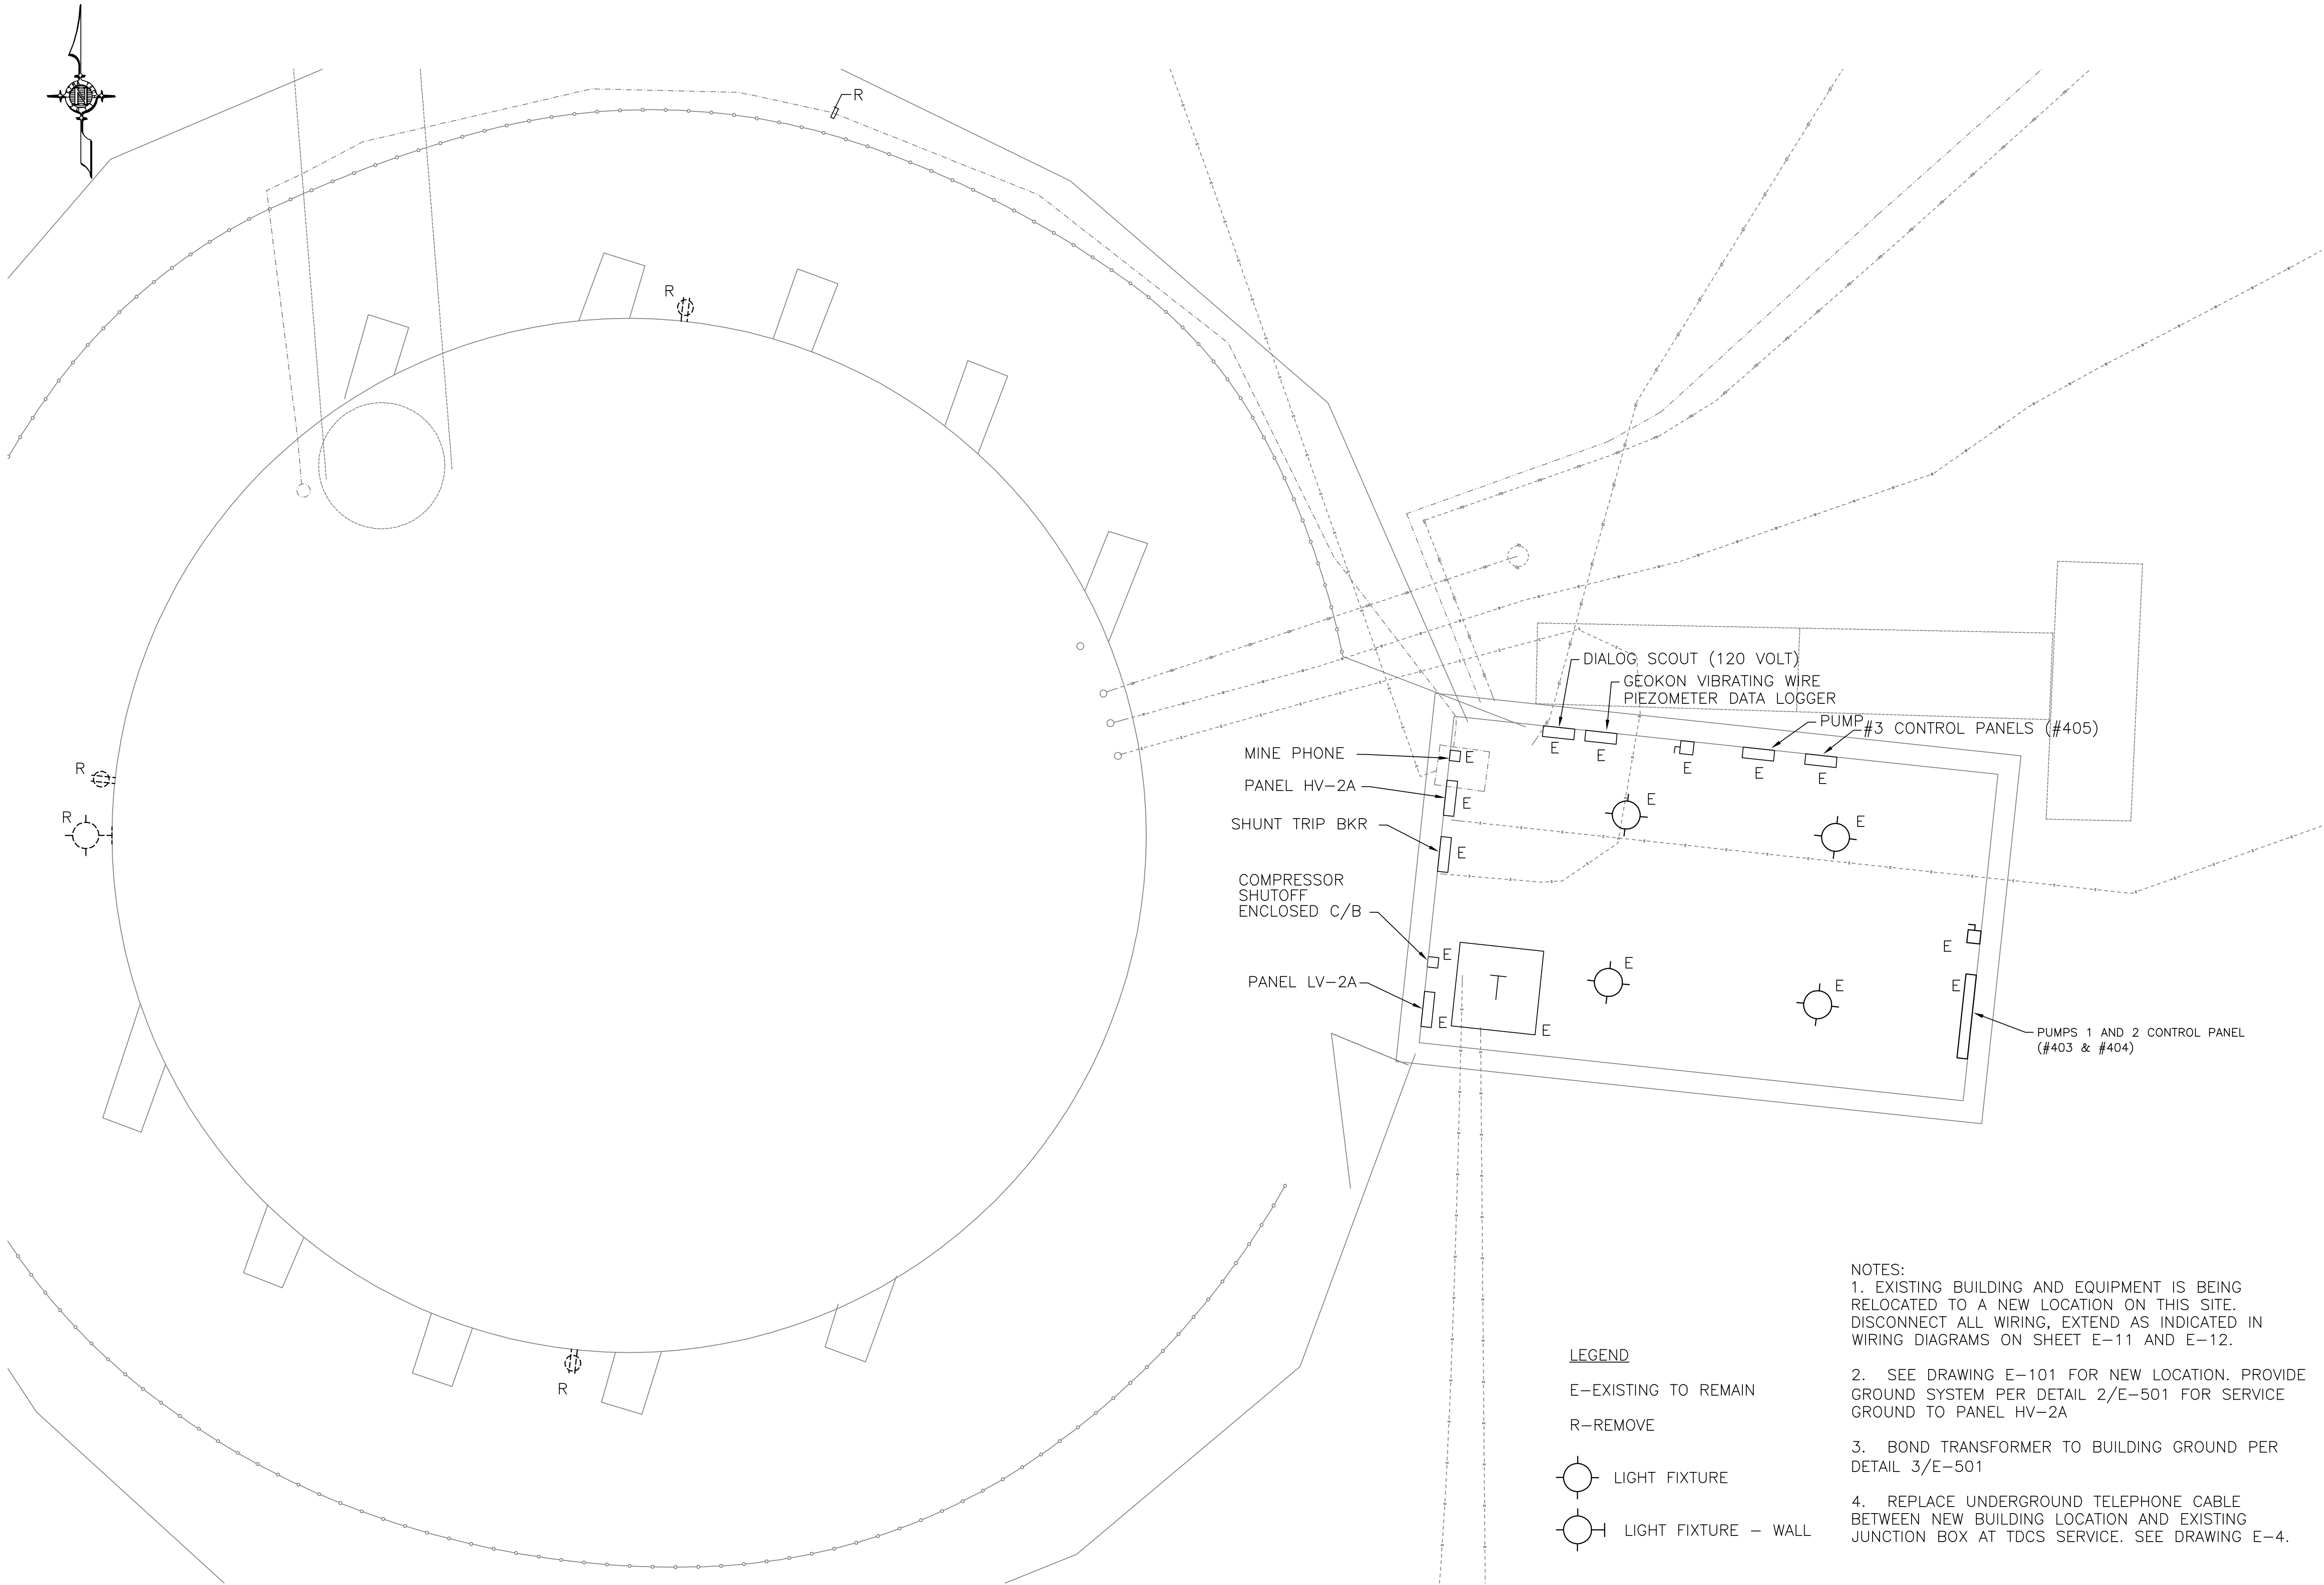 N
R
R
DIALOG SCOUT (120 VOLT)
GEOKON VIBRATING WIRE
PIEZOMETER DATA LOGGER
PUMP
#3 CONTROL PANELS (#405)
E
E
E
E
E
MINE PHONE
E
PANEL HV-2A
E
E
E
SHUNT TRIP BKR
E
R
R
COMPRESSOR
SHUTOFF
ENCLOSED C/B
E
E
E
E
E
PANEL LV-2A
T
E
E
E
PUMPS 1 AND 2 CONTROL PANEL
(#403 & #404)
R
LEGEND
E-EXISTING TO REMAIN
R-REMOVE
LIGHT FIXTURE
LIGHT FIXTURE - WALL
NOTES:
1. EXISTING BUILDING AND EQUIPMENT IS BEING
RELOCATED TO A NEW LOCATION ON THIS SITE.
DISCONNECT ALL WIRING, EXTEND AS INDICATED IN
WIRING DIAGRAMS ON SHEET E-11 AND E-12.
2. SEE DRAWING E-101 FOR NEW LOCATION. PROVIDE
GROUND SYSTEM PER DETAIL 2/E-501 FOR SERVICE
GROUND TO PANEL HV-2A
3. BOND TRANSFORMER TO BUILDING GROUND PER
DETAIL 3/E-501
4. REPLACE UNDERGROUND TELEPHONE CABLE
BETWEEN NEW BUILDING LOCATION AND EXISTING
JUNCTION BOX AT TDCS SERVICE. SEE DRAWING E-4.